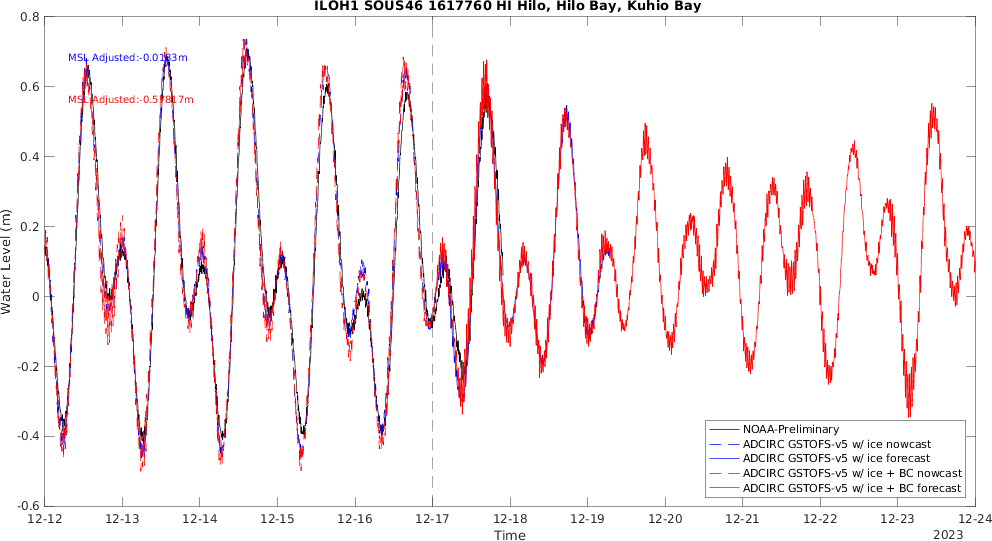 ILOH1 SOUS46 1617760 HI Hilo, Hilo Bay, Kuhio Bay
0.8
0.6
0.4
0.2
0
-0.2
-0.4
-0.6
Water Level (m)
MSL Adjusted:-0.0183m
MSL Adjusted:-0.57817m
NOAA-Preliminary
ADCIRC GSTOFS-v5 w/ ice nowcast
ADCIRC GSTOFS-v5 w/ ice forecast
ADCIRC GSTOFS-v5 w/ ice + BC nowcast
ADCIRC GSTOFS-v5 w/ ice + BC forecast
12-12 12-13 12-14 12-15 12-16 12-17 12-18 12-19 12-20 12-21 12-22 12-23 12-24
Time
2023